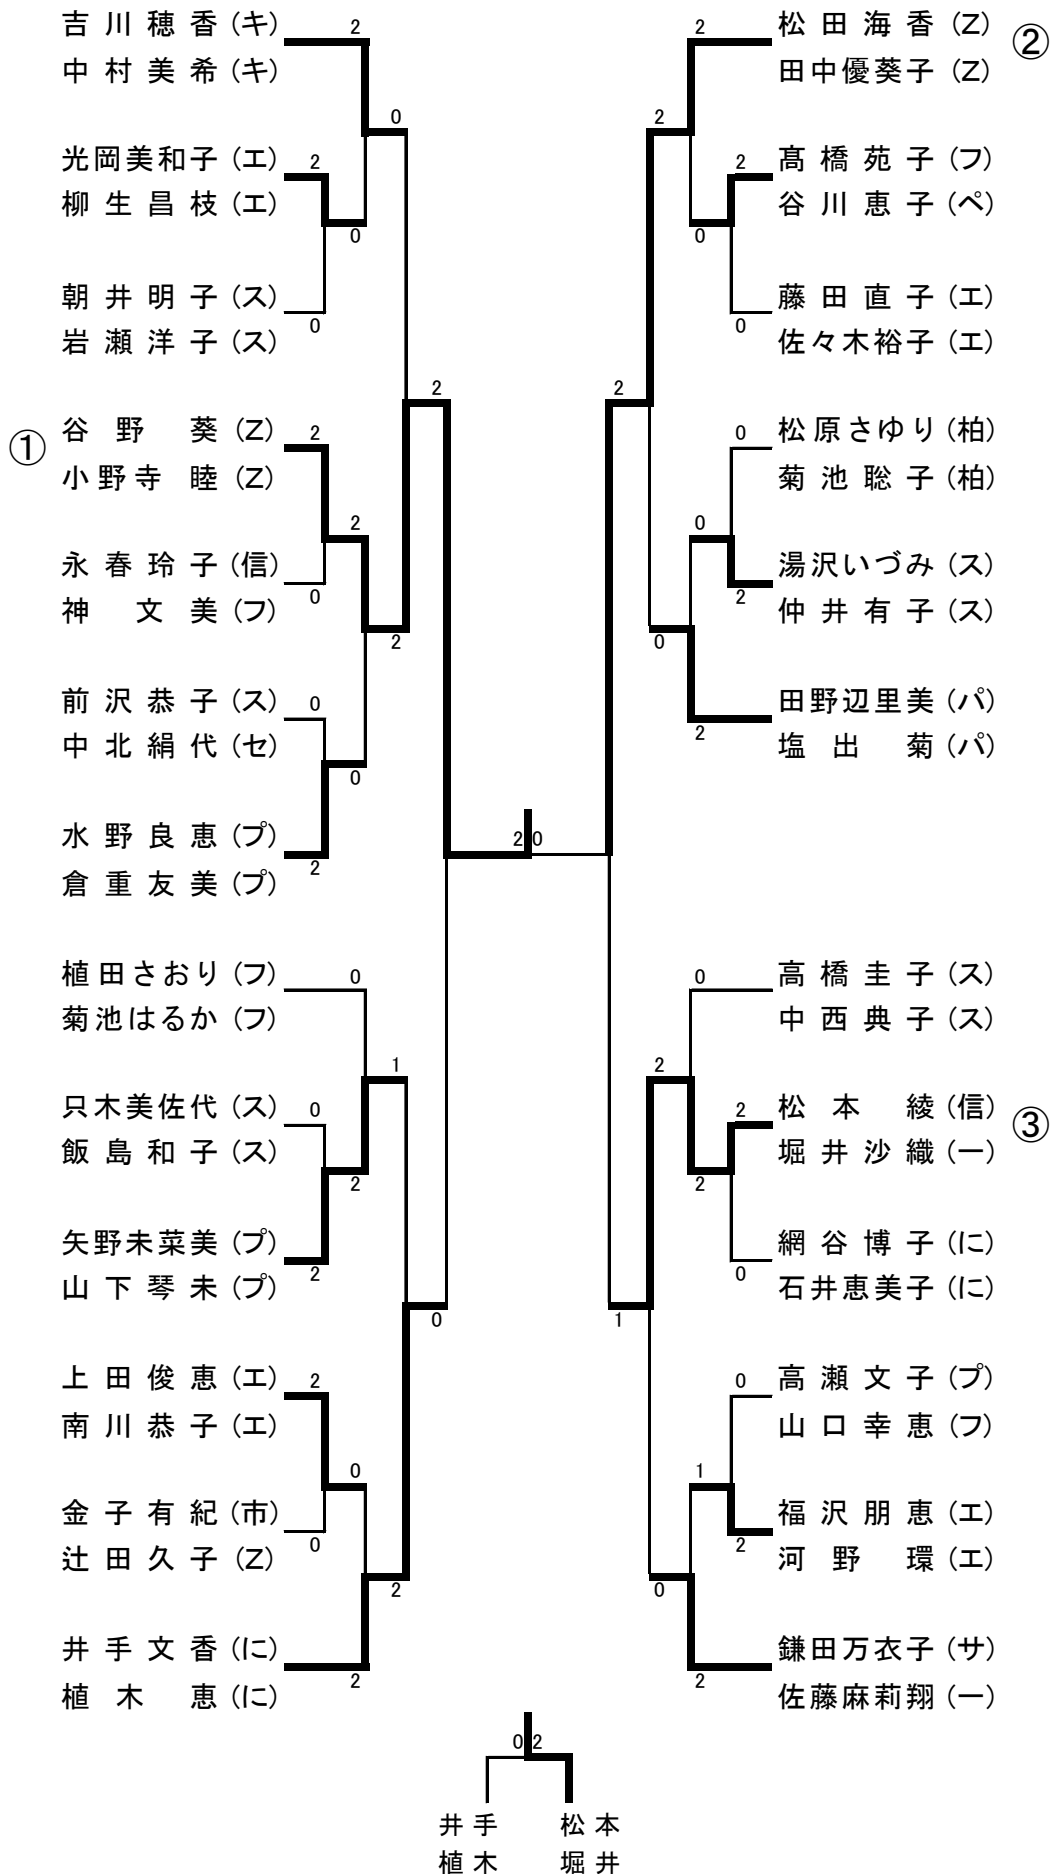 吉川穂香(キ)
中村美希(キ)
2
0
光岡美和子(エ)
2
柳生昌枝(エ)
0
朝井明子(ス)
0
岩瀬洋子(ス)
2
① 谷野 葵(Z)
2
小野寺 睦(Z)
2
永春玲子(信)
0
神 文美(フ)
2
前沢恭子(ス)
0
中北絹代(セ)
0
水野良恵(プ)
2
倉重友美(プ)
植田さおり(フ)
0
菊池はるか(フ)
1
只木美佐代(ス)
0
飯島和子(ス)
2
矢野未菜美(プ)
2
山下琴未(プ)
0
上田俊恵(エ)
2
南川恭子(エ)
0
金子有紀(市)
0
辻田久子(Z)
2
井手文香(に)
2
植木 恵(に)
2 0
2
松田海香(Z)
②
田中優葵子(Z)
2
2
髙橋苑子(フ)
谷川恵子(ペ)
0
藤田直子(エ)
0
佐々木裕子(エ)
2
0
松原さゆり(柏)
菊池聡子(柏)
0
湯沢いづみ(ス)
2
仲井有子(ス)
0
田野辺里美(パ)
2
塩出 菊(パ)
0
高橋圭子(ス)
中西典子(ス)
2
2
松本 綾(信)
③
堀井沙織(一)
2
網谷博子(に)
0
石井恵美子(に)
1
0
高瀬文子(プ)
山口幸恵(フ)
1
福沢朋恵(エ)
2
河野 環(エ)
0
鎌田万衣子(サ)
2
佐藤麻莉翔(一)
0 2
井手 松本
植木 堀井